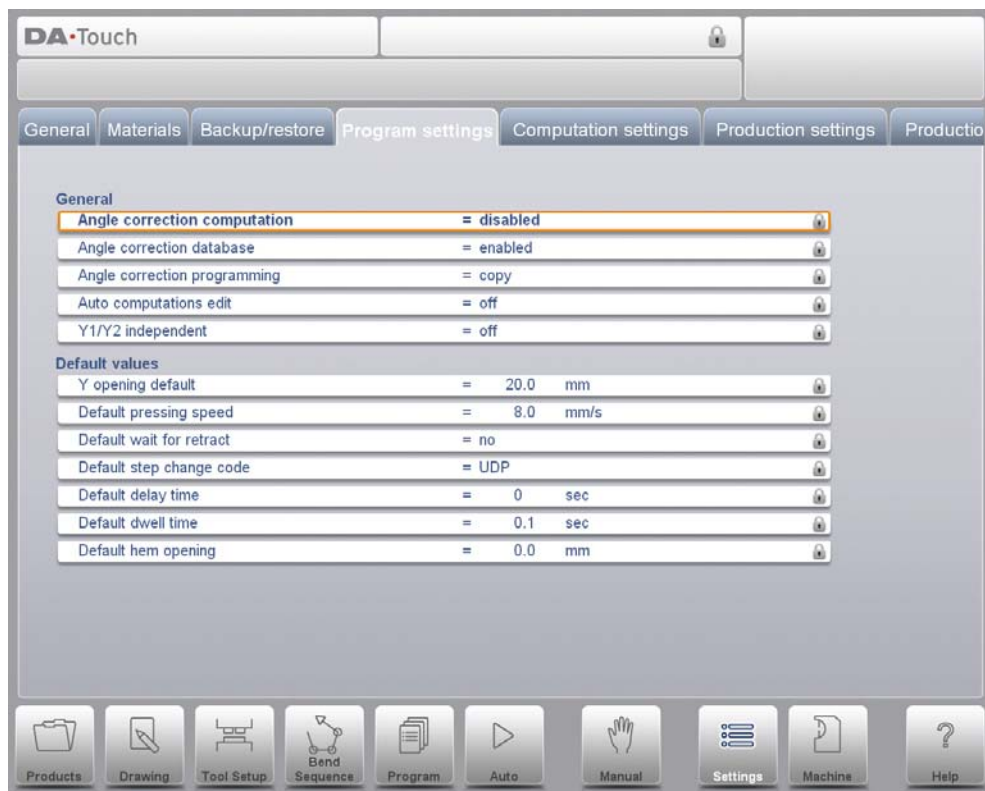 DA·Touch
General Materials Backup/restore Program settings Computation settings Production settings Productio
General
Angle correction computation = disabled
Angle correction database = enabled
Angle correction programming = copy
Auto computations edit = off
Y1/Y2 independent = off
Default values
Y opening default = 20.0 mm
Default pressing speed = 8.0 mm/s
Default wait for retract = no
Default step change code = UDP
Default delay time = 0 sec
Default dwell time = 0.1 sec
Default hem opening = 0.0 mm
Products Drawing Tool Setup Bend Sequence Program Auto Manual Settings Machine Help